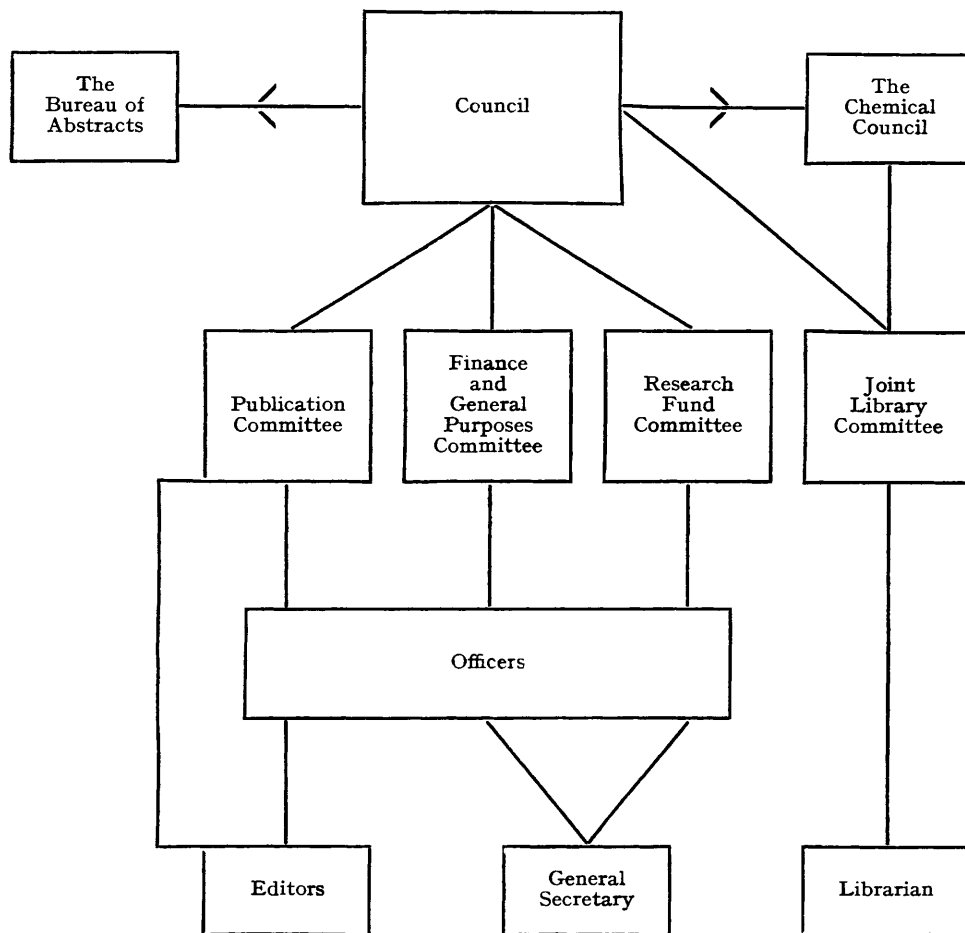 The
Bureau of
Abstracts
Council
The
Chemical
Council
Publication
Committee
Finance
and
General
Purposes
Committee
Research
Fund
Committee
Joint
Library
Committee
Officers
Editors
General
Secretary
Librarian